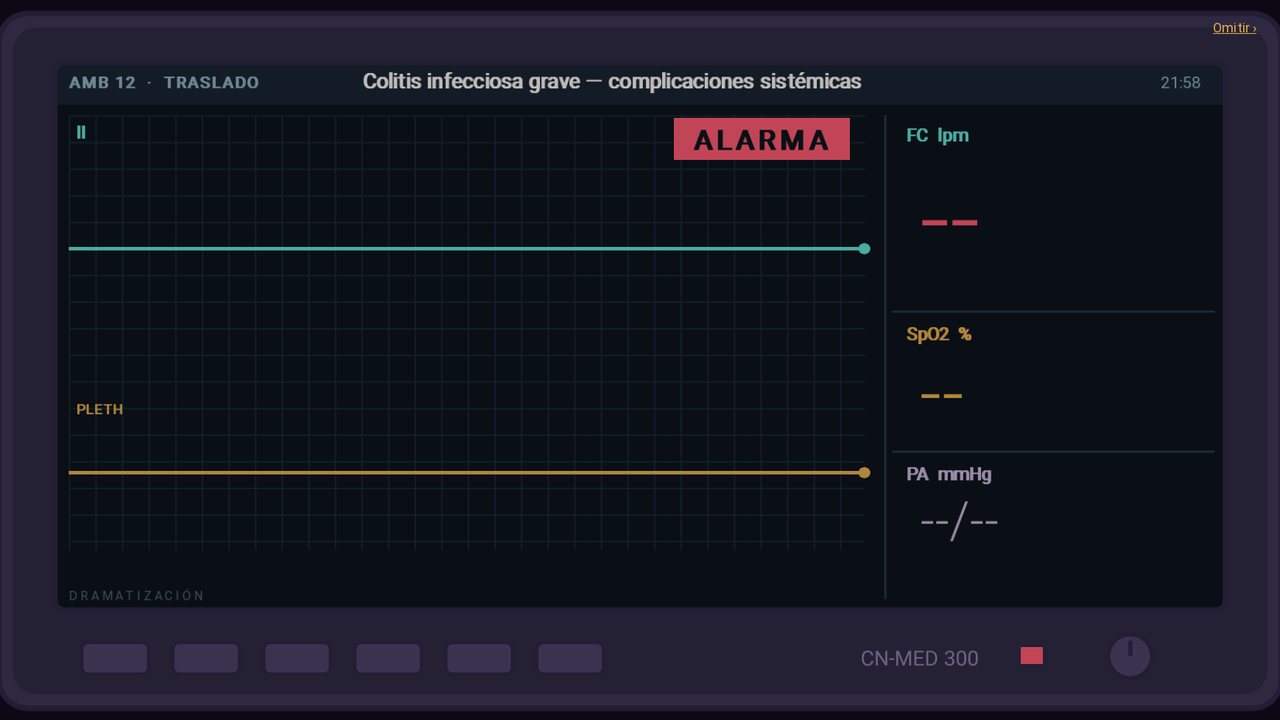 Omitir ›
AMB 12 · TRASLADO
Colitis infecciosa grave — complicaciones sistémicas
21:58
II
ALARMA
FC lpm
--
SpO2 %
--
PLETH
PA mmHg
--/--
DRAMATIZACIÓN
CN-MED 300